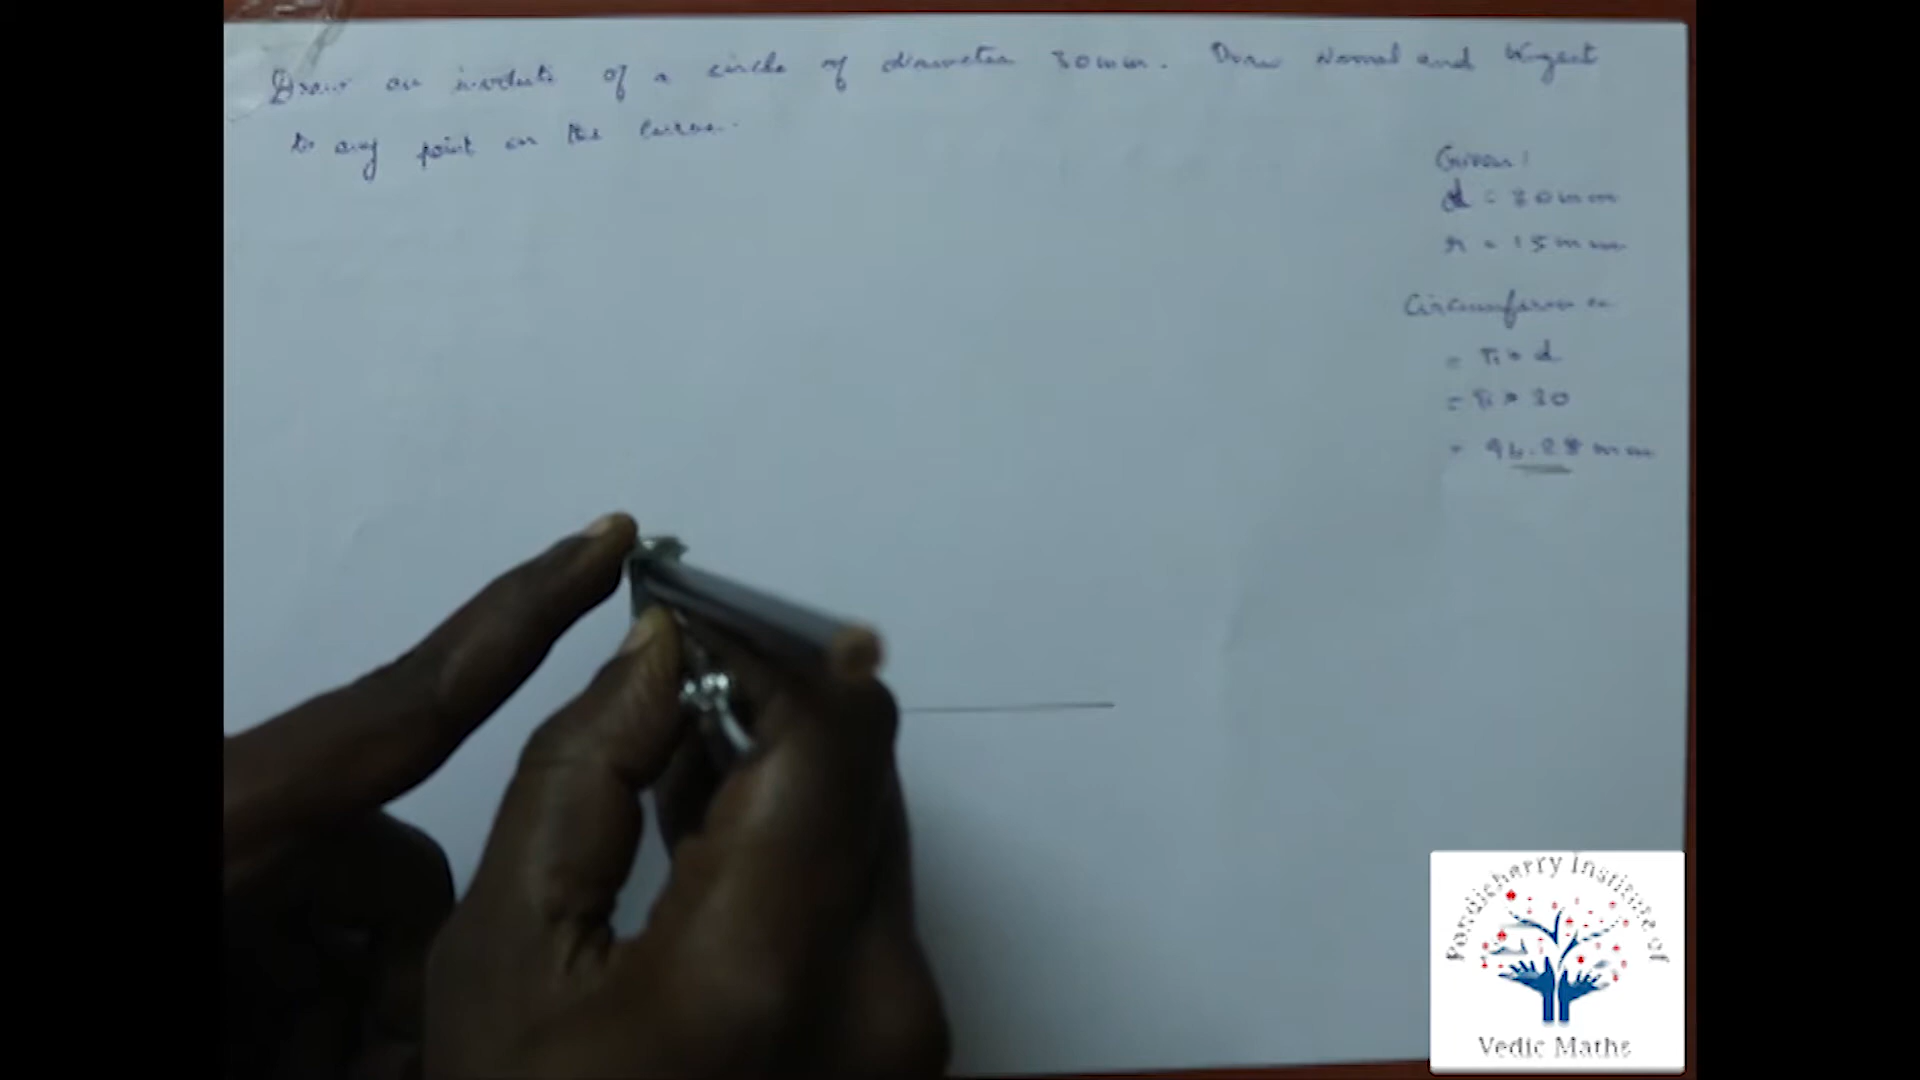 Draw an involute of a circle of diameter 30mm. Draw Normal and tangent
to any point on the curve.
Given:
d = 30mm
r = 15mm
Circumference
= π × d
= π × 30
= 94.28 mm
Pondicherry Institute of
Vedic Maths